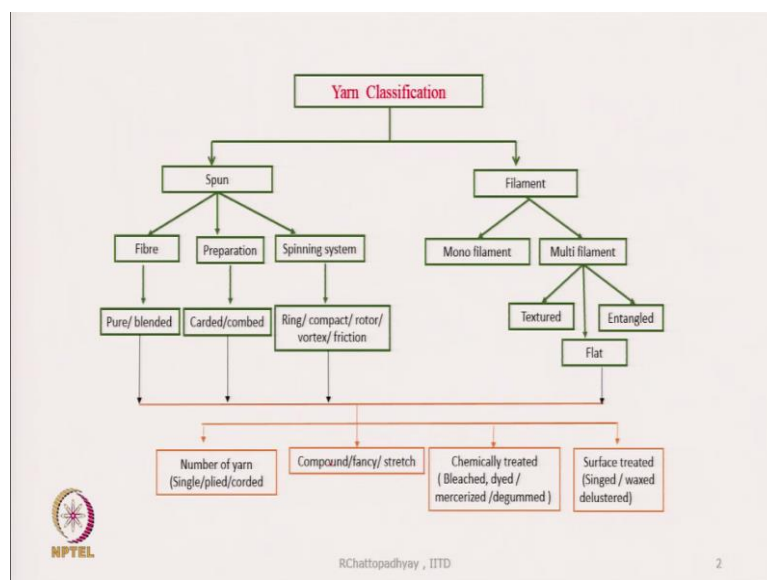 Yarn Classification
Spun
Filament
Fibre
Preparation
Spinning system
Mono filament
Multi filament
Pure/ blended
Carded/combed
Ring/ compact/ rotor/
vortex/ friction
Textured
Entangled
Flat
Number of yarn
(Single/plied/corded
Compound/fancy/ stretch
Chemically treated
( Bleached, dyed /
mercerized /degummed )
Surface treated
(Singed / waxed
delustered)
NPTEL
RChattopadhyay , IITD
2